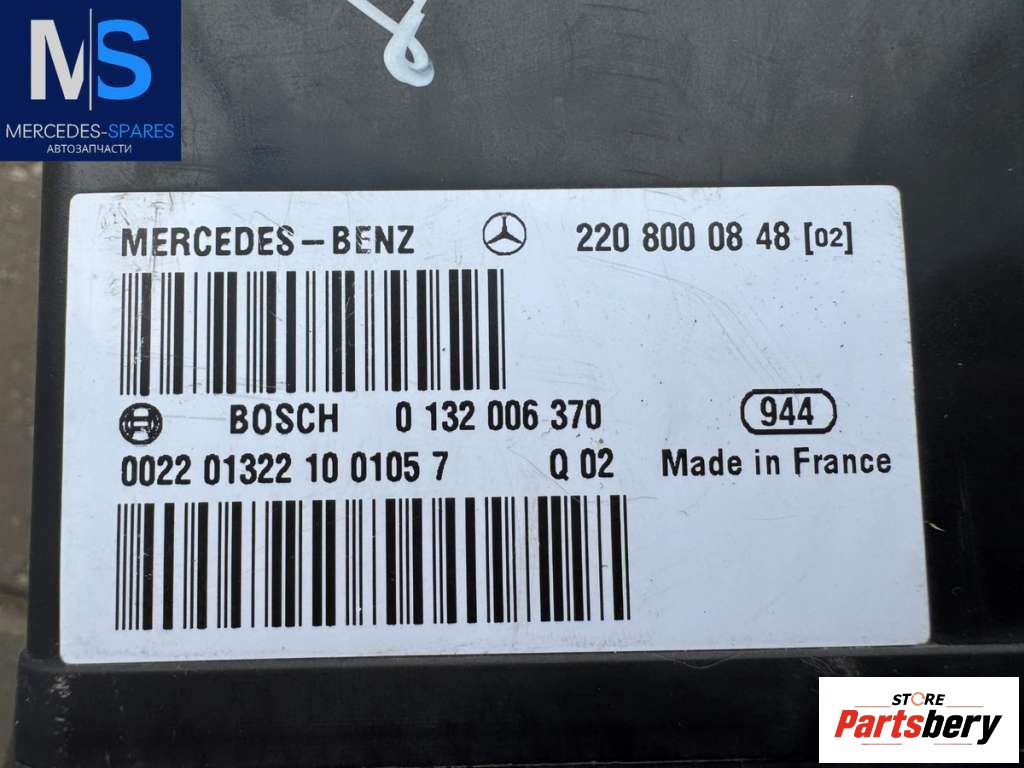 MS
MERCEDES-SPARES
АВТОЗАПЧАСТИ
MERCEDES-BENZ 220 800 08 48 [02]
BOSCH 0 132 006 370 944
0022 01322 10 0105 7 Q 02 Made in France
STORE
Partsbery